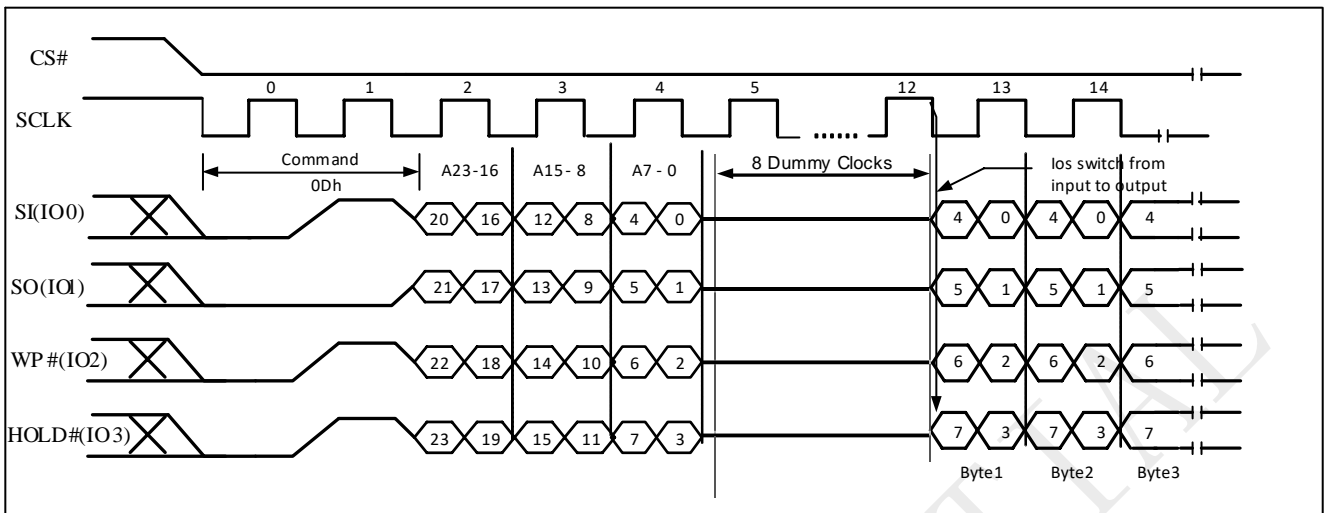 CS#
0 1 2 3 4 5 12 13 14
SCLK
Command A23-16 A15- 8 A7 - 0 8 Dummy Clocks Ios switch from
0Dh input to output
SI(IO0) 20 16 12 8 4 0 4 0 4 0 4
SO(IO1) 21 17 13 9 5 1 5 1 5 1 5
WP#(IO2) 22 18 14 10 6 2 6 2 6 2 6
HOLD#(IO3) 23 19 15 11 7 3 7 3 7 3 7
Byte1 Byte2 Byte3